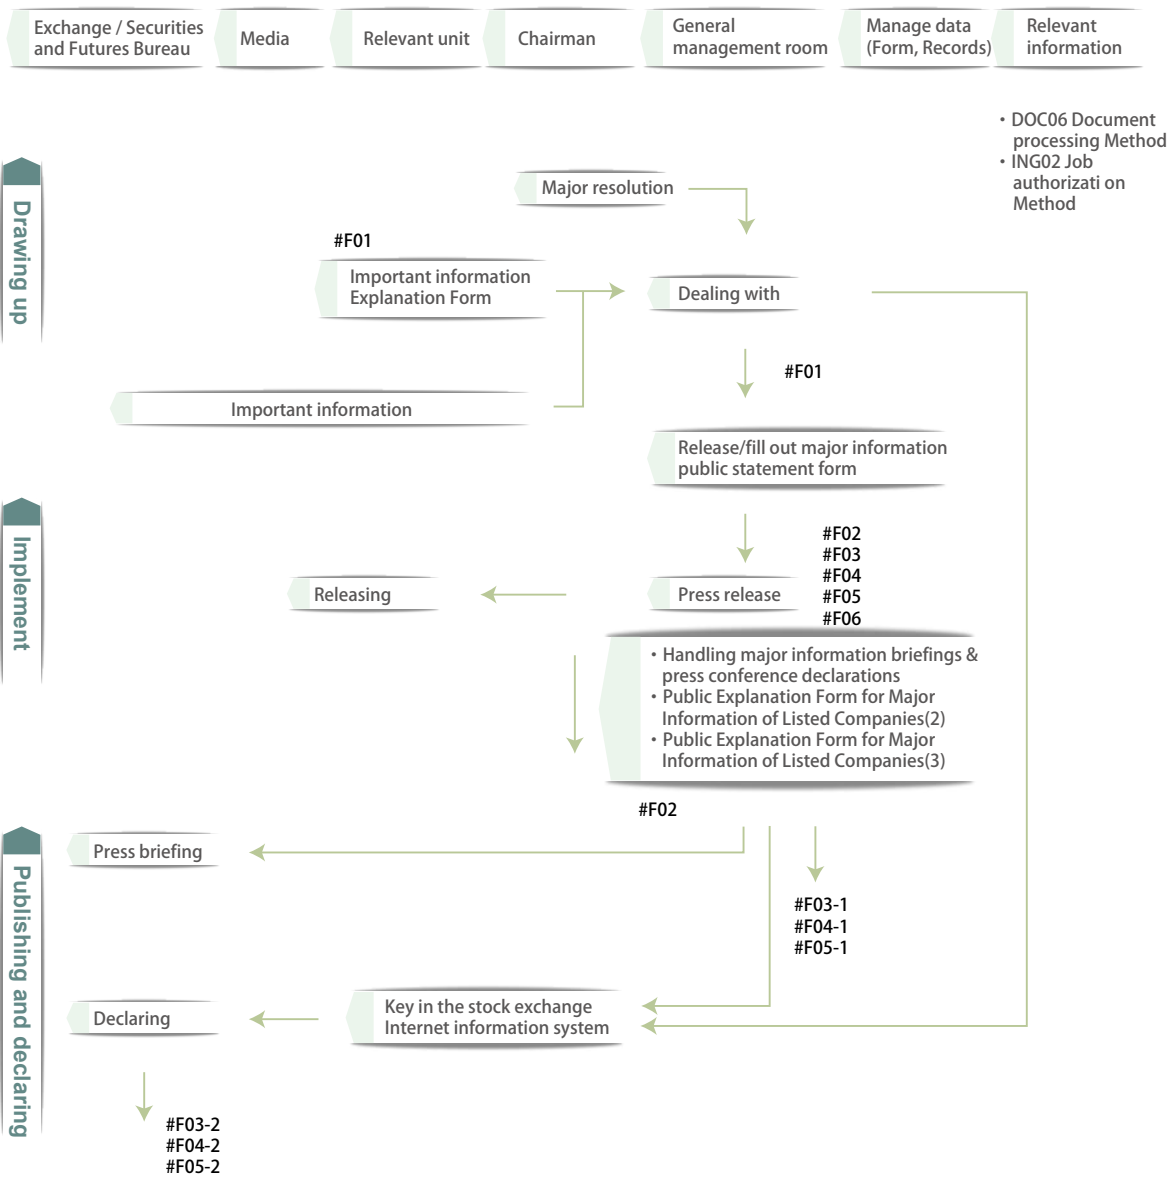 Exchange / Securities
and Futures Bureau
Media
Relevant unit
Chairman
General
management room
Manage data
(Form, Records)
Relevant
information
• DOC06 Document
processing Method
• ING02 Job
authorizati on
Method
Drawing up
Major resolution
#F01
Important information
Explanation Form
Dealing with
#F01
Important information
Release/fill out major information
public statement form
Implement
#F02
#F03
#F04
#F05
#F06
Releasing
Press release
• Handling major information briefings &
press conference declarations
• Public Explanation Form for Major
Information of Listed Companies(2)
• Public Explanation Form for Major
Information of Listed Companies(3)
#F02
Publishing and declaring
Press briefing
#F03-1
#F04-1
#F05-1
Key in the stock exchange
Internet information system
Declaring
#F03-2
#F04-2
#F05-2